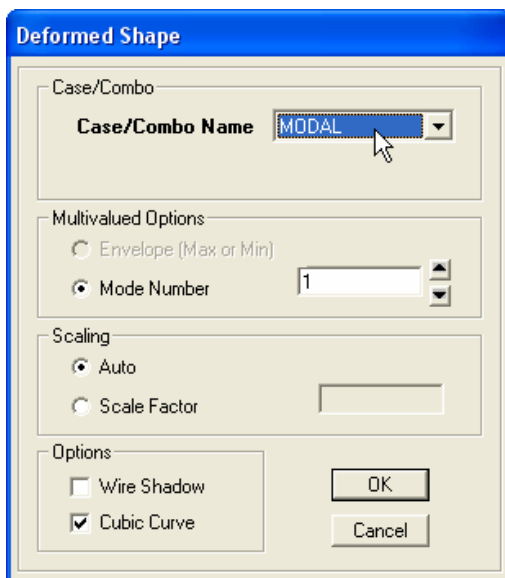 Deformed Shape
Case/Combo
Case/Combo Name MODAL
Multivalued Options
Envelope (Max or Min)
Mode Number 1
Scaling
Auto
Scale Factor
Options
Wire Shadow
Cubic Curve
OK
Cancel